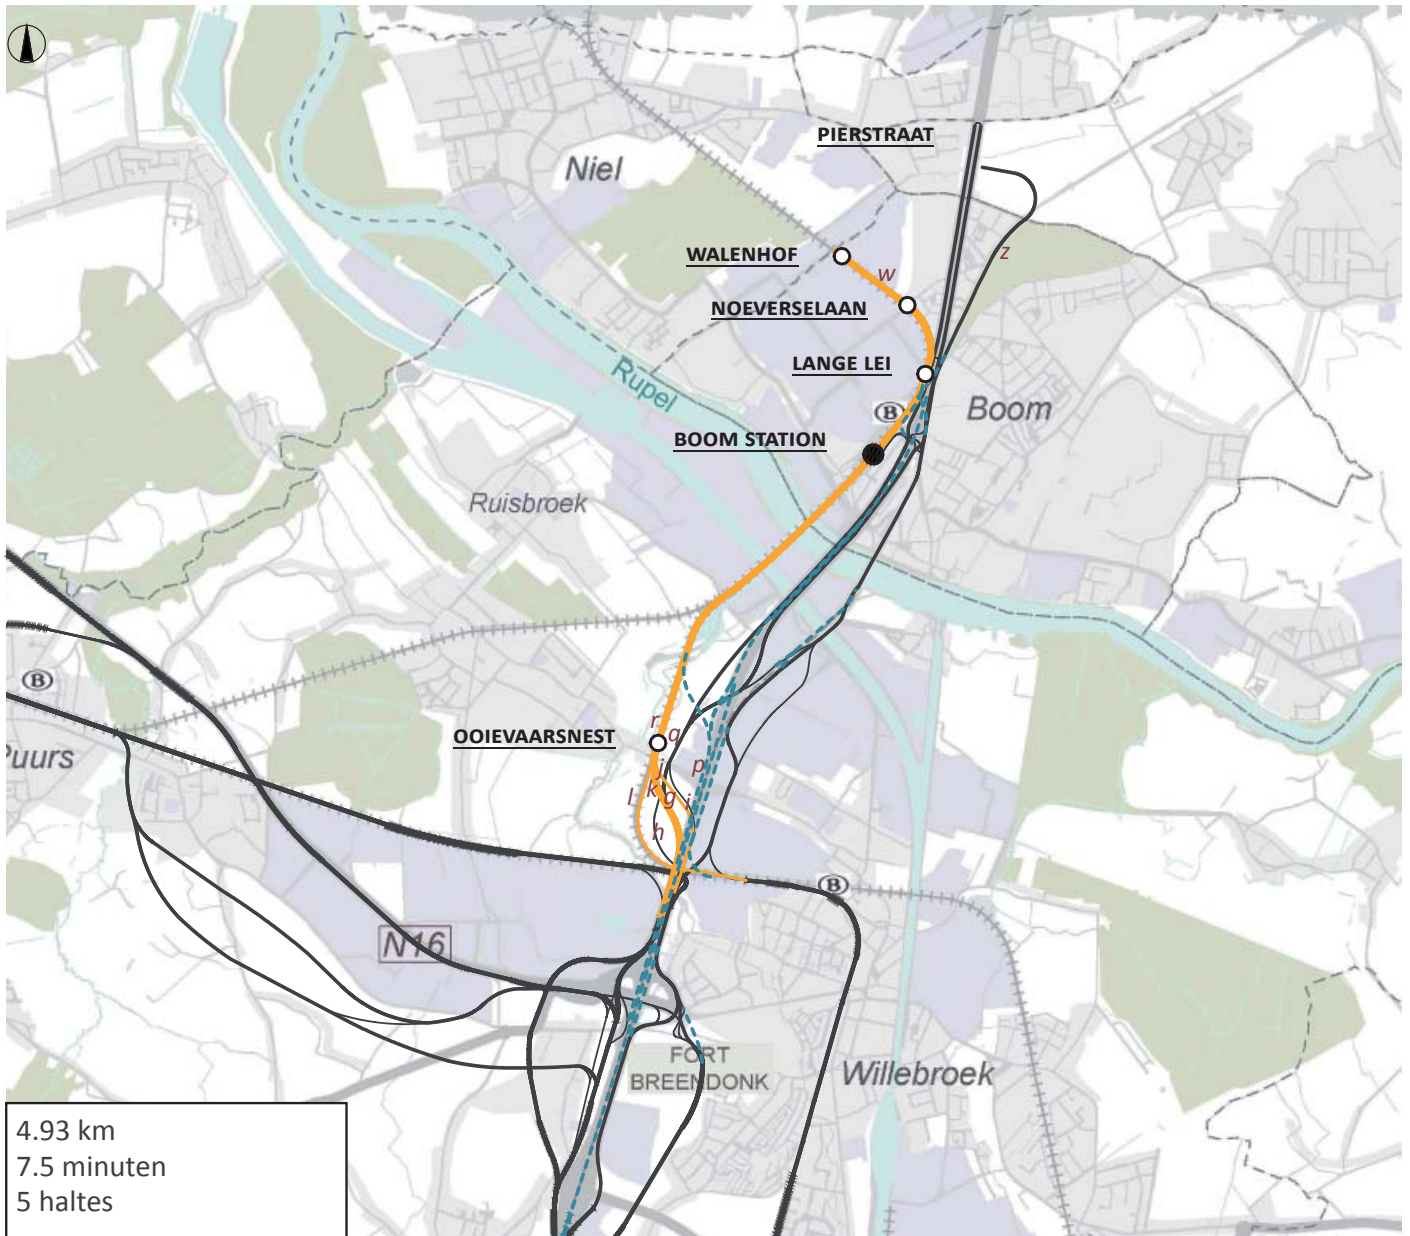 PIERSTRAAT
Niel
WALENHOF
w
z
NOEVERSELAAN
LANGE LEI
Rupel
B
Boom
BOOM STATION
Ruisbroek
B
r
OOIEVAARSNEST
q
Puurs
j
p
l
k
g
i
h
B
N16
FORT
BREENDONK
Willebroek
4.93 km
7.5 minuten
5 haltes